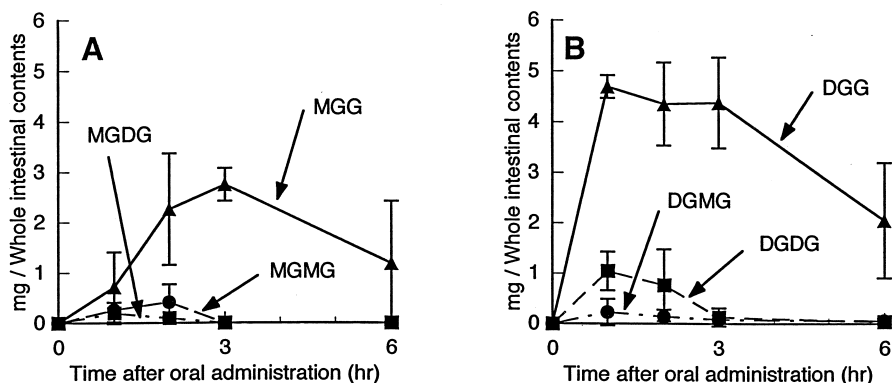 A
mg / Whole intestinal contents
6
5
4
3
2
1
0
MGDG
MGG
MGMG
0
3
6
Time after oral administration (hr)
B
mg / Whole intestinal contents
6
5
4
3
2
1
0
DGG
DGMG
DGDG
0
3
6
Time after oral administration (hr)